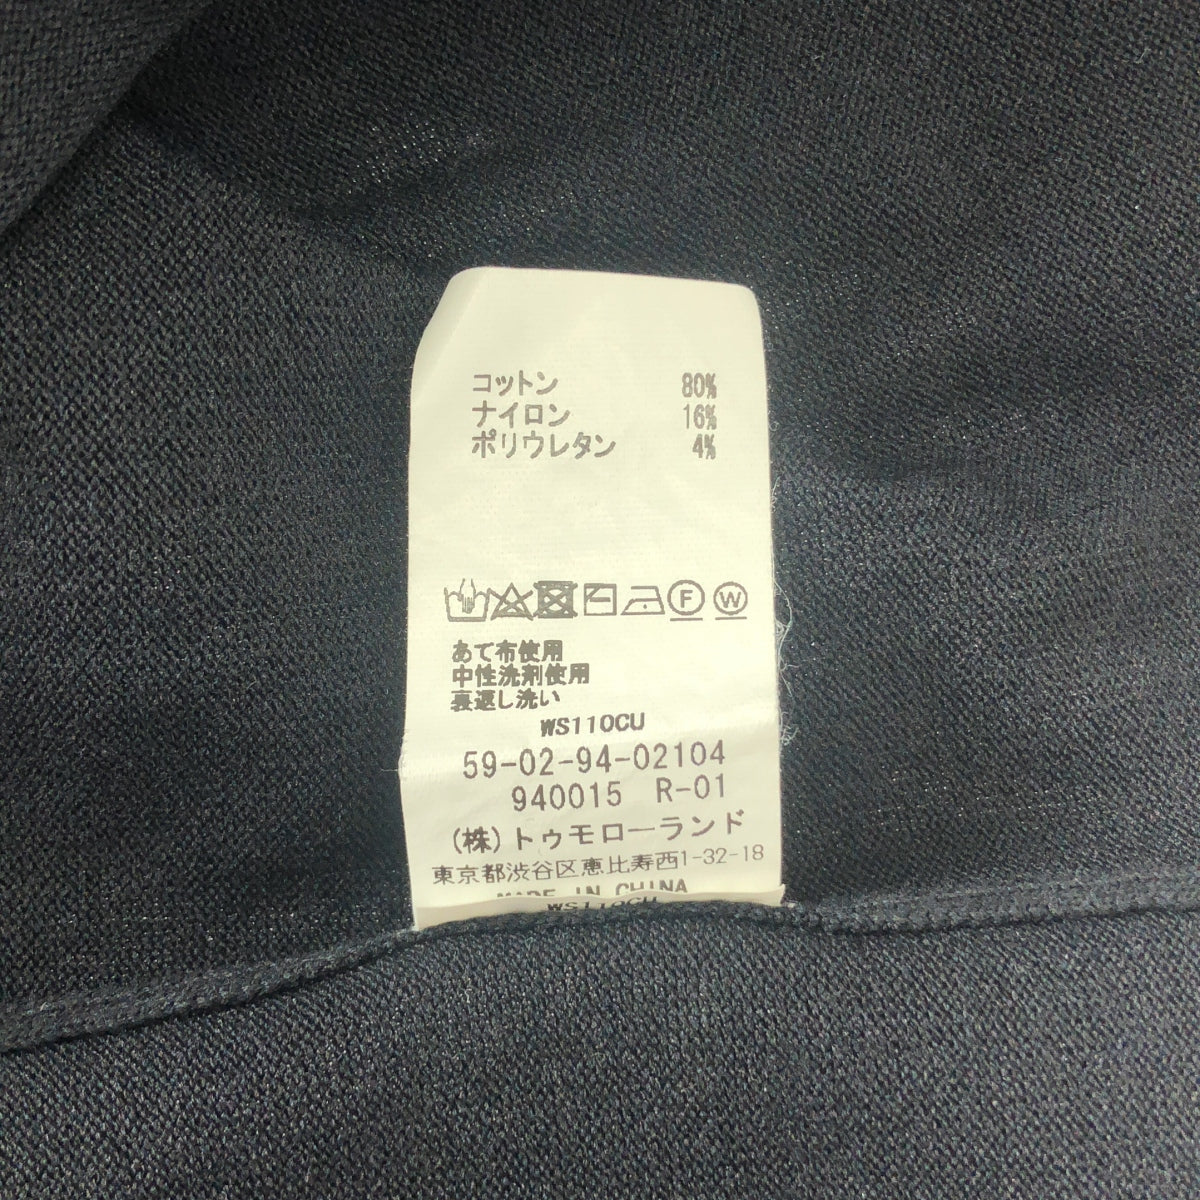 コットン 80%
ナイロン 16%
ポリウレタン 4%
F W
あて布使用
中性洗剤使用
裏返し洗い
WS110CU
59-02-94-02104
940015 R-01
(株)トゥモローランド
東京都渋谷区恵比寿西1-32-18
MADE IN CHINA
WS110CU